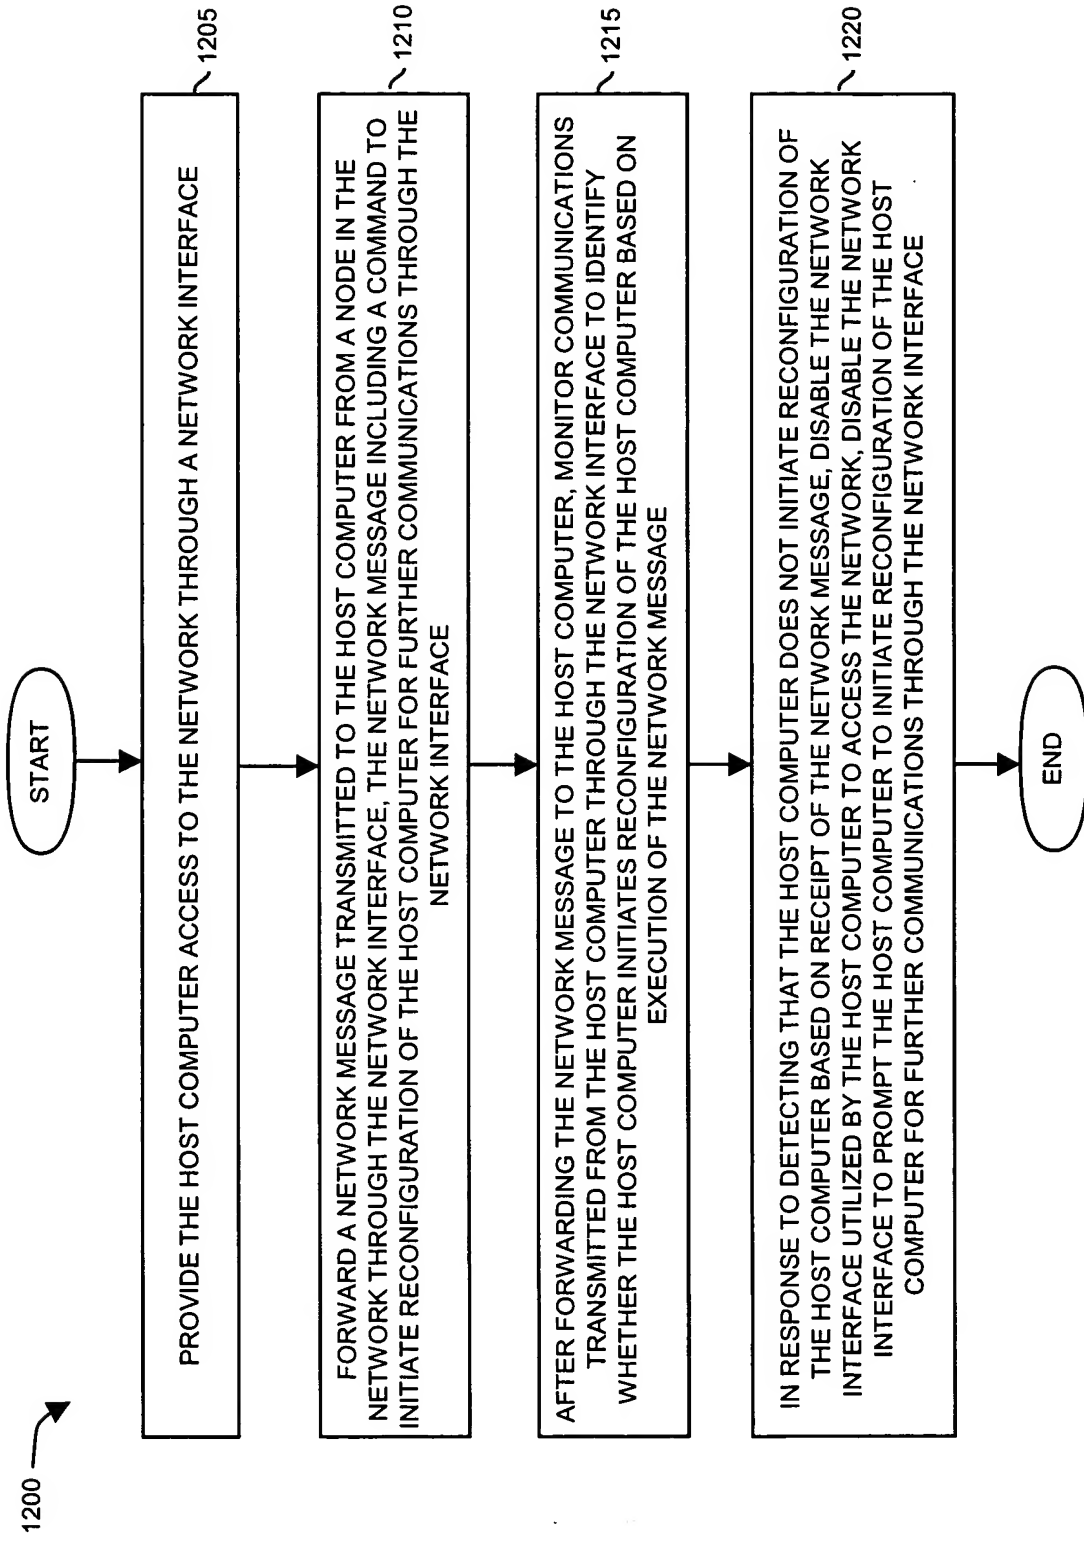 1200
START
PROVIDE THE HOST COMPUTER ACCESS TO THE NETWORK THROUGH A NETWORK INTERFACE
1205
FORWARD A NETWORK MESSAGE TRANSMITTED TO THE HOST COMPUTER FROM A NODE IN THE
NETWORK THROUGH THE NETWORK INTERFACE, THE NETWORK MESSAGE INCLUDING A COMMAND TO
INITIATE RECONFIGURATION OF THE HOST COMPUTER FOR FURTHER COMMUNICATIONS THROUGH THE
NETWORK INTERFACE
1210
AFTER FORWARDING THE NETWORK MESSAGE TO THE HOST COMPUTER, MONITOR COMMUNICATIONS
TRANSMITTED FROM THE HOST COMPUTER THROUGH THE NETWORK INTERFACE TO IDENTIFY
WHETHER THE HOST COMPUTER INITIATES RECONFIGURATION OF THE HOST COMPUTER BASED ON
EXECUTION OF THE NETWORK MESSAGE
1215
IN RESPONSE TO DETECTING THAT THE HOST COMPUTER DOES NOT INITIATE RECONFIGURATION OF
THE HOST COMPUTER BASED ON RECEIPT OF THE NETWORK MESSAGE, DISABLE THE NETWORK
INTERFACE UTILIZED BY THE HOST COMPUTER TO ACCESS THE NETWORK, DISABLE THE NETWORK
INTERFACE TO PROMPT THE HOST COMPUTER TO INITIATE RECONFIGURATION OF THE HOST
COMPUTER FOR FURTHER COMMUNICATIONS THROUGH THE NETWORK INTERFACE
1220
END